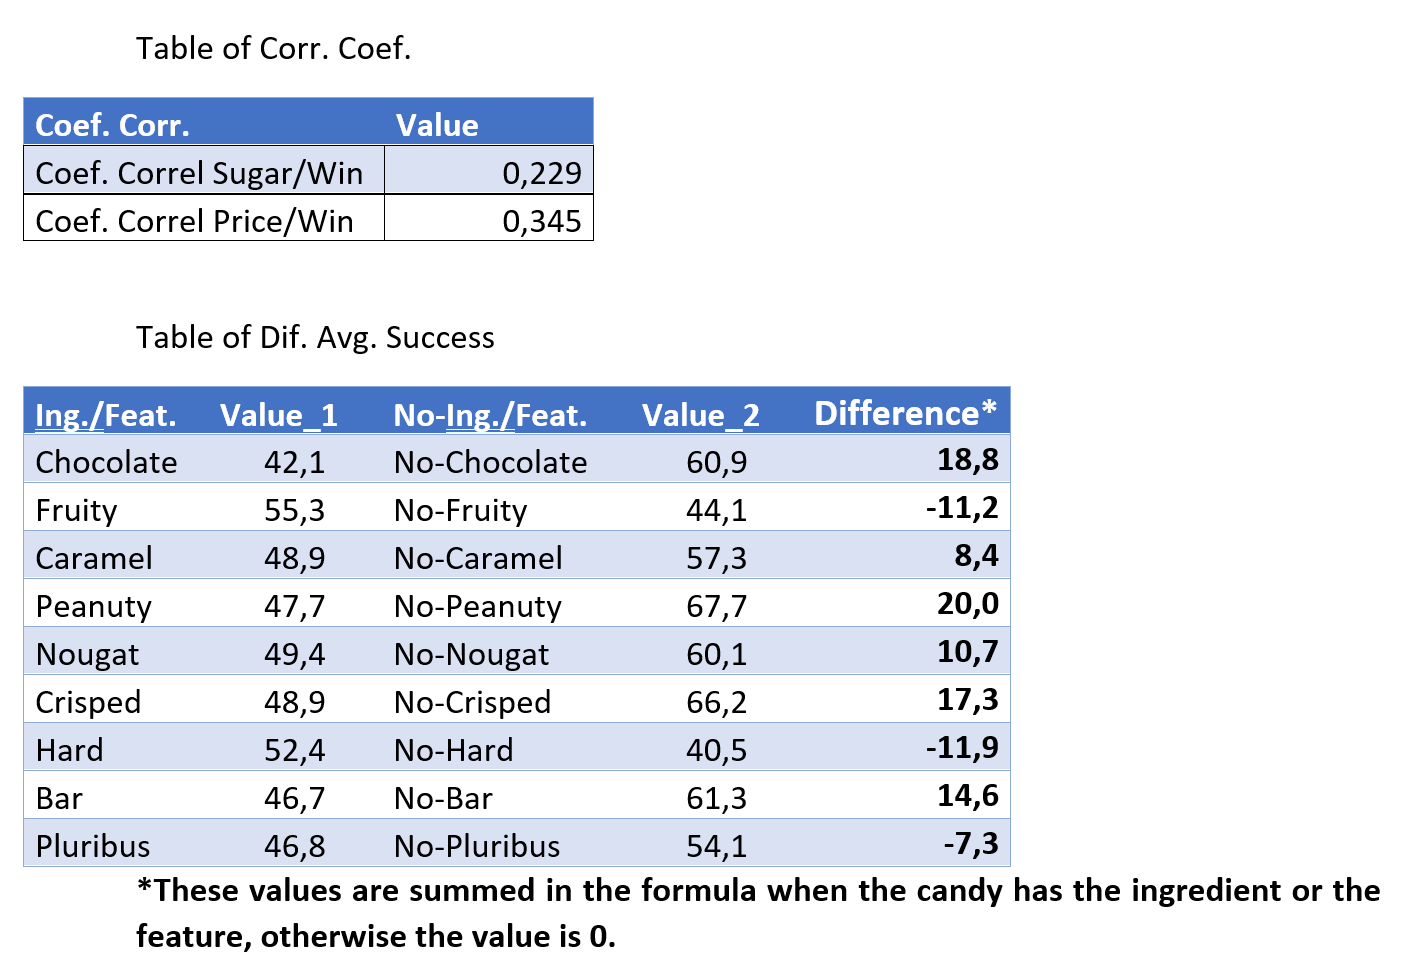 Table of Corr. Coef.
Coef. Corr. Value
Coef. Correl Sugar/Win 0,229
Coef. Correl Price/Win 0,345
Table of Dif. Avg. Success
Ing./Feat. Value_1 No-Ing./Feat. Value_2 Difference*
Chocolate 42,1 No-Chocolate 60,9 18,8
Fruity 55,3 No-Fruity 44,1 -11,2
Caramel 48,9 No-Caramel 57,3 8,4
Peanuty 47,7 No-Peanuty 67,7 20,0
Nougat 49,4 No-Nougat 60,1 10,7
Crisped 48,9 No-Crisped 66,2 17,3
Hard 52,4 No-Hard 40,5 -11,9
Bar 46,7 No-Bar 61,3 14,6
Pluribus 46,8 No-Pluribus 54,1 -7,3
*These values are summed in the formula when the candy has the ingredient or the
feature, otherwise the value is 0.